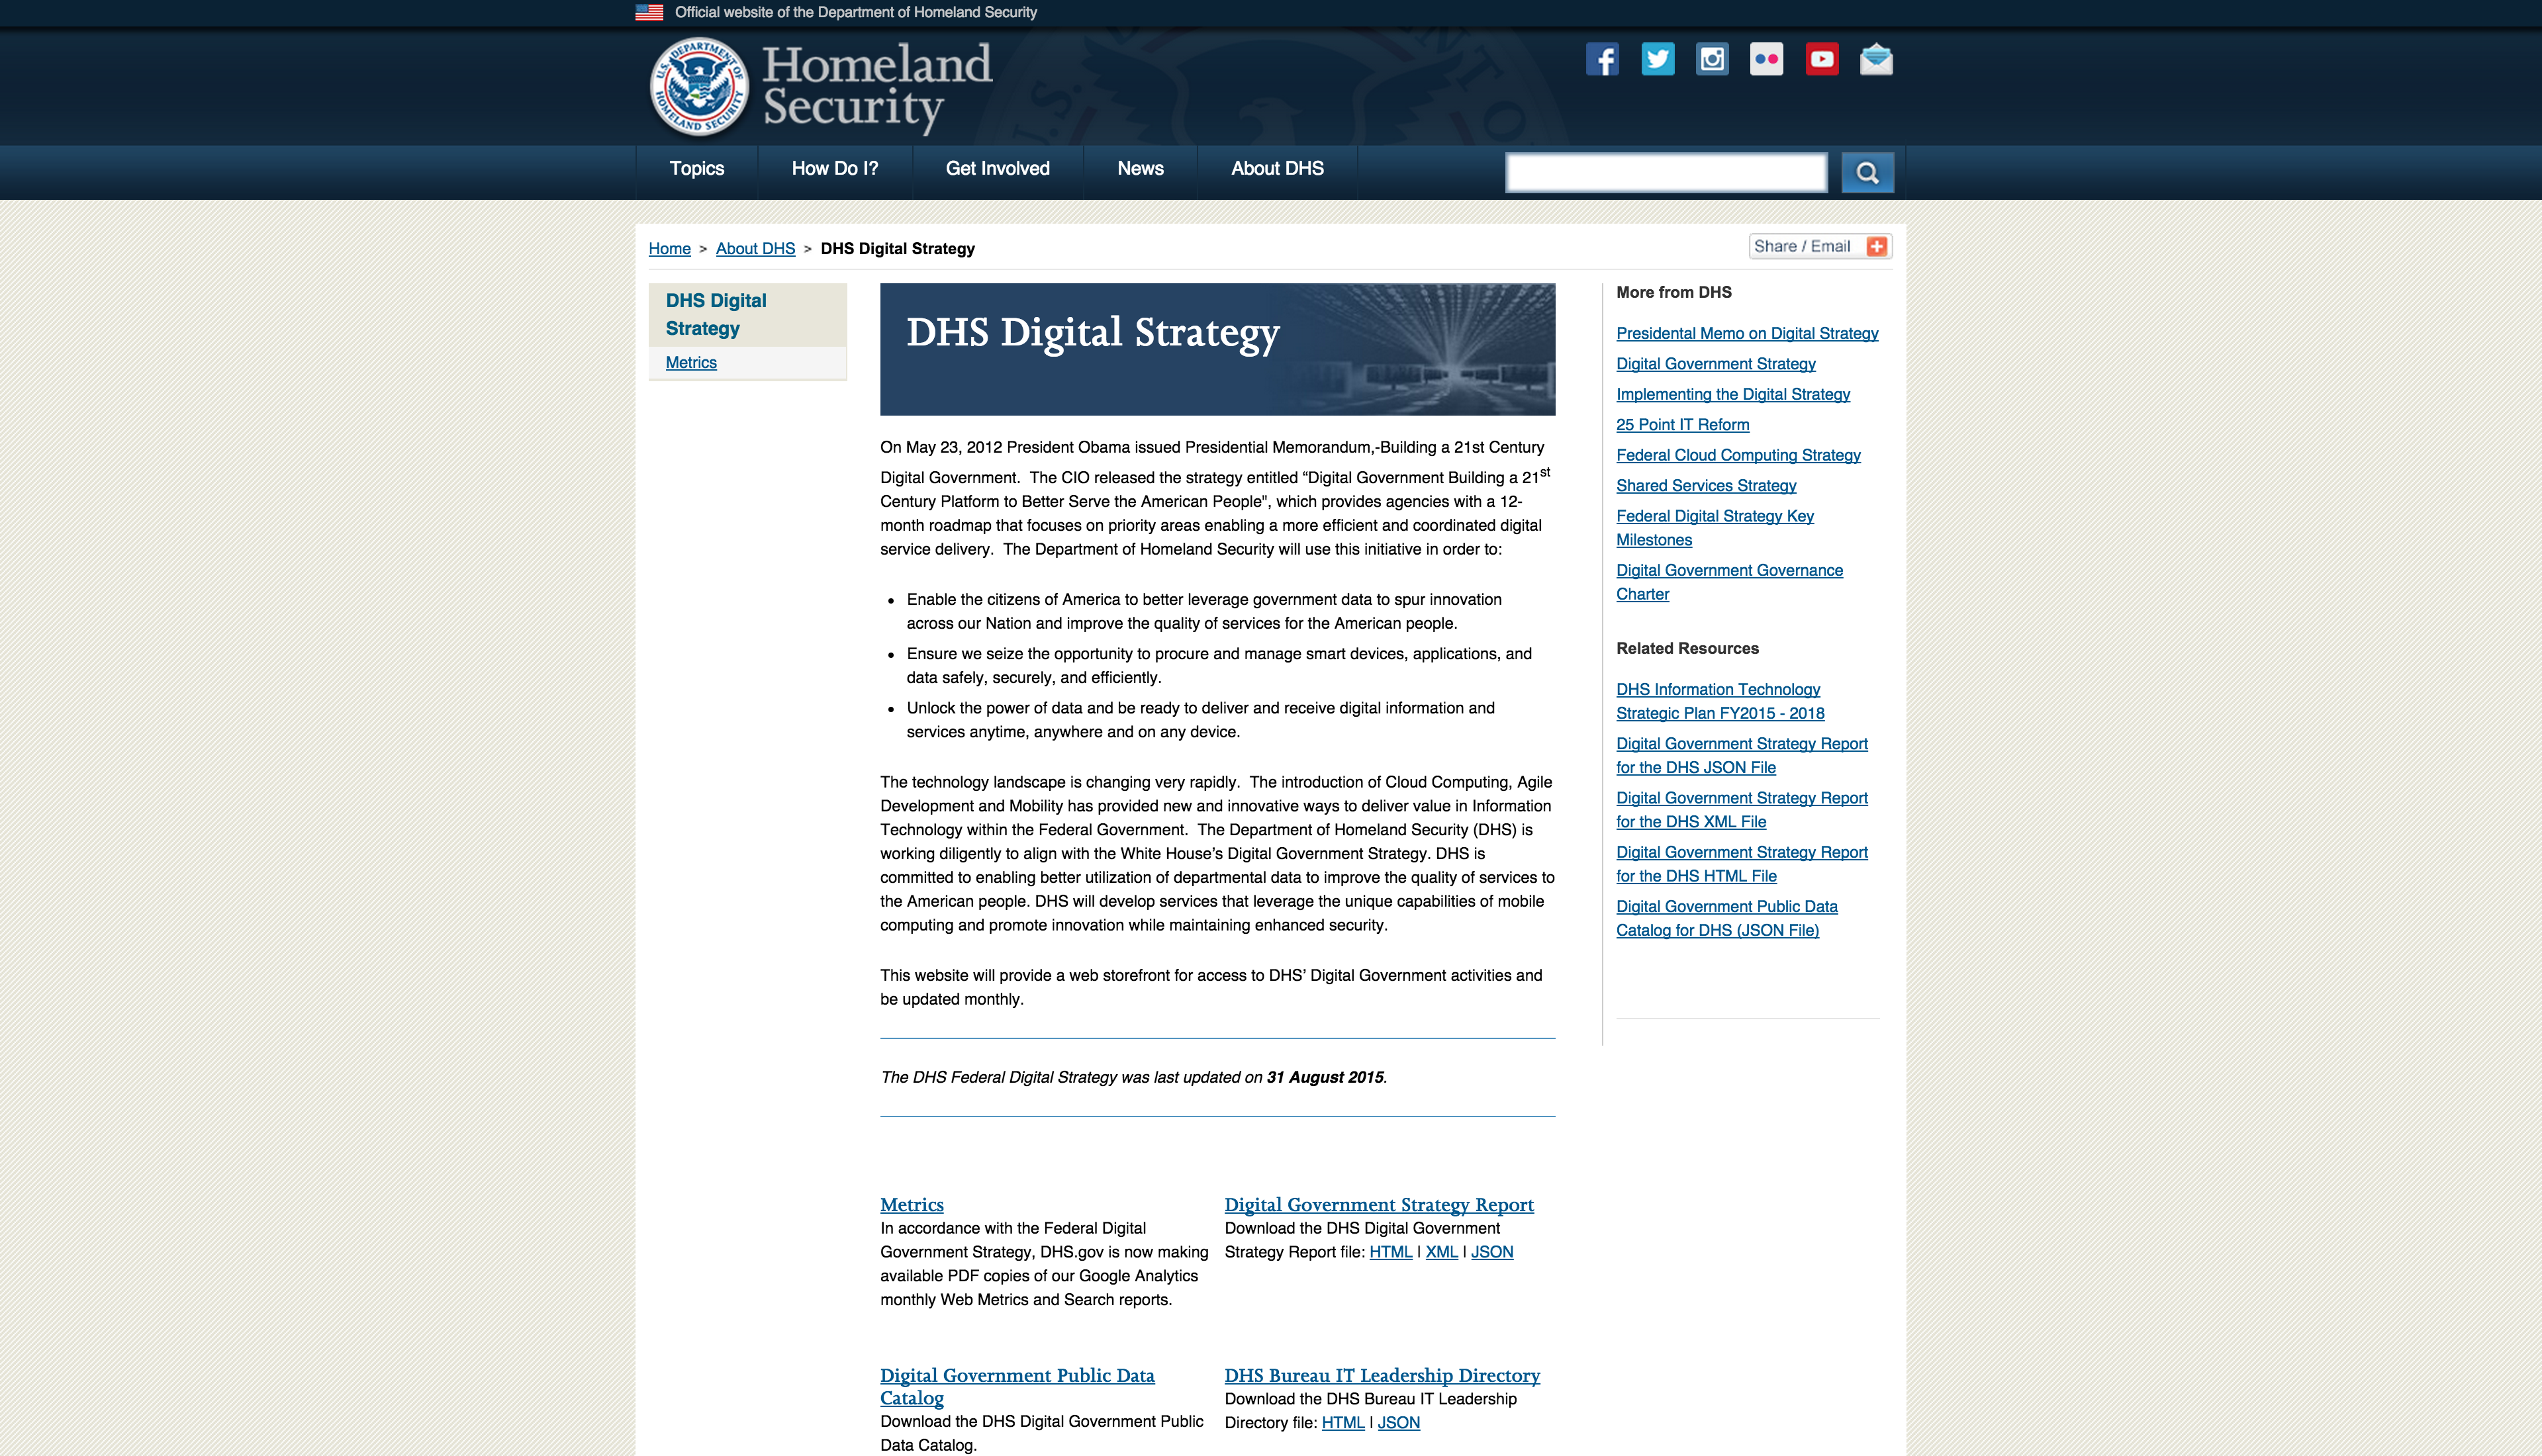 Official website of the Department of Homeland Security
U.S. DEPARTMENT OF HOMELAND SECURITY
Homeland
Security
Topics
How Do I?
Get Involved
News
About DHS
Home > About DHS > DHS Digital Strategy
Share / Email
DHS Digital
Strategy
Metrics
DHS Digital Strategy
On May 23, 2012 President Obama issued Presidential Memorandum,-Building a 21st Century
Digital Government.  The CIO released the strategy entitled “Digital Government Building a 21st
Century Platform to Better Serve the American People", which provides agencies with a 12-
month roadmap that focuses on priority areas enabling a more efficient and coordinated digital
service delivery.  The Department of Homeland Security will use this initiative in order to:
• Enable the citizens of America to better leverage government data to spur innovation
across our Nation and improve the quality of services for the American people.
• Ensure we seize the opportunity to procure and manage smart devices, applications, and
data safely, securely, and efficiently.
• Unlock the power of data and be ready to deliver and receive digital information and
services anytime, anywhere and on any device.
The technology landscape is changing very rapidly.  The introduction of Cloud Computing, Agile
Development and Mobility has provided new and innovative ways to deliver value in Information
Technology within the Federal Government.  The Department of Homeland Security (DHS) is
working diligently to align with the White House’s Digital Government Strategy. DHS is
committed to enabling better utilization of departmental data to improve the quality of services to
the American people. DHS will develop services that leverage the unique capabilities of mobile
computing and promote innovation while maintaining enhanced security.
This website will provide a web storefront for access to DHS’ Digital Government activities and
be updated monthly.
The DHS Federal Digital Strategy was last updated on 31 August 2015.
Metrics
In accordance with the Federal Digital
Government Strategy, DHS.gov is now making
available PDF copies of our Google Analytics
monthly Web Metrics and Search reports.
Digital Government Strategy Report
Download the DHS Digital Government
Strategy Report file: HTML | XML | JSON
Digital Government Public Data
Catalog
Download the DHS Digital Government Public
Data Catalog.
DHS Bureau IT Leadership Directory
Download the DHS Bureau IT Leadership
Directory file: HTML | JSON
More from DHS
Presidental Memo on Digital Strategy
Digital Government Strategy
Implementing the Digital Strategy
25 Point IT Reform
Federal Cloud Computing Strategy
Shared Services Strategy
Federal Digital Strategy Key
Milestones
Digital Government Governance
Charter
Related Resources
DHS Information Technology
Strategic Plan FY2015 - 2018
Digital Government Strategy Report
for the DHS JSON File
Digital Government Strategy Report
for the DHS XML File
Digital Government Strategy Report
for the DHS HTML File
Digital Government Public Data
Catalog for DHS (JSON File)